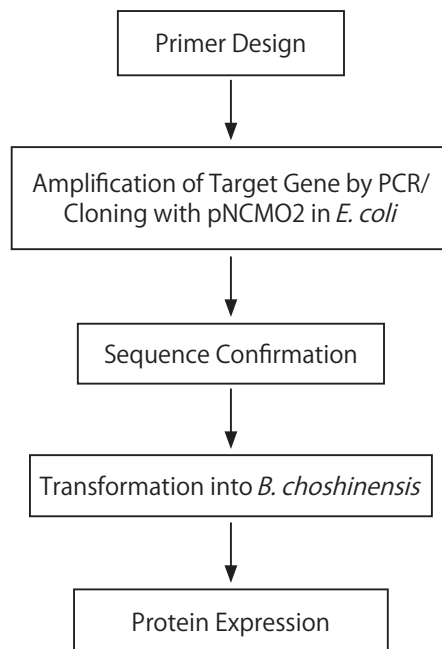 Primer Design
Amplification of Target Gene by PCR/
Cloning with pNCMO2 in E. coli
Sequence Confirmation
Transformation into B. choshinensis
Protein Expression